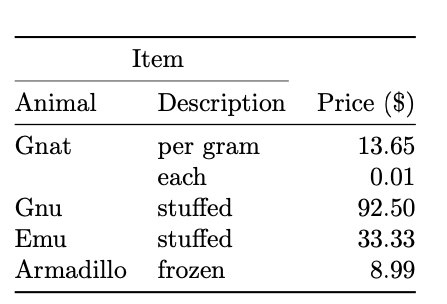 Item
Animal Description Price ($)
Gnat per gram 13.65
each 0.01
Gnu stuffed 92.50
Emu stuffed 33.33
Armadillo frozen 8.99